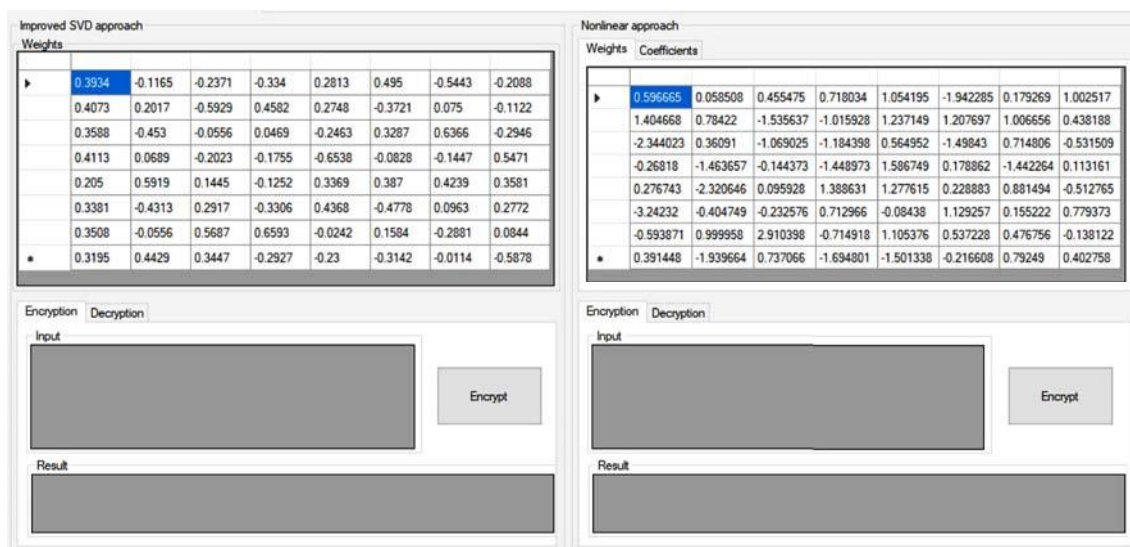 Improved SVD approach
Weights
0.3934 -0.1165 -0.2371 -0.334 0.2813 0.495 -0.5443 -0.2088
0.4073 0.2017 -0.5929 0.4582 0.2748 -0.3721 0.075 -0.1122
0.3588 -0.453 -0.0556 0.0469 -0.2463 0.3287 0.6366 -0.2946
0.4113 0.0689 -0.2023 -0.1755 -0.6538 -0.0828 -0.1447 0.5471
0.205 0.5919 0.1445 -0.1252 0.3369 0.387 0.4239 0.3581
0.3381 -0.4313 0.2917 -0.3306 0.4368 -0.4778 0.0963 0.2772
0.3508 -0.0556 0.5687 0.6593 -0.0242 0.1584 -0.2881 0.0844
0.3195 0.4429 0.3447 -0.2927 -0.23 -0.3142 -0.0114 -0.5878
Encryption Decryption
Input
Encrypt
Result
Nonlinear approach
Weights Coefficients
0.596665 0.058508 0.455475 0.718034 1.054195 -1.942285 0.179269 1.002517
1.404668 0.78422 -1.535637 -1.015928 1.237149 1.207697 1.006656 0.438188
-2.344023 0.36091 -1.069025 -1.184398 0.564952 -1.49843 0.714806 -0.531509
-0.26818 -1.463657 -0.144373 -1.448973 1.586749 0.178862 -1.442264 0.113161
0.276743 -2.320646 0.095928 1.388631 1.277615 0.228883 0.881494 -0.512765
-3.24232 -0.404749 -0.232576 0.712966 -0.08438 1.129257 0.155222 0.779373
-0.593871 0.999958 2.910398 -0.714918 1.105376 0.537228 0.476756 -0.138122
0.391448 -1.939664 0.737066 -1.694801 -1.501338 -0.216608 0.79249 0.402758
Encryption Decryption
Input
Encrypt
Result